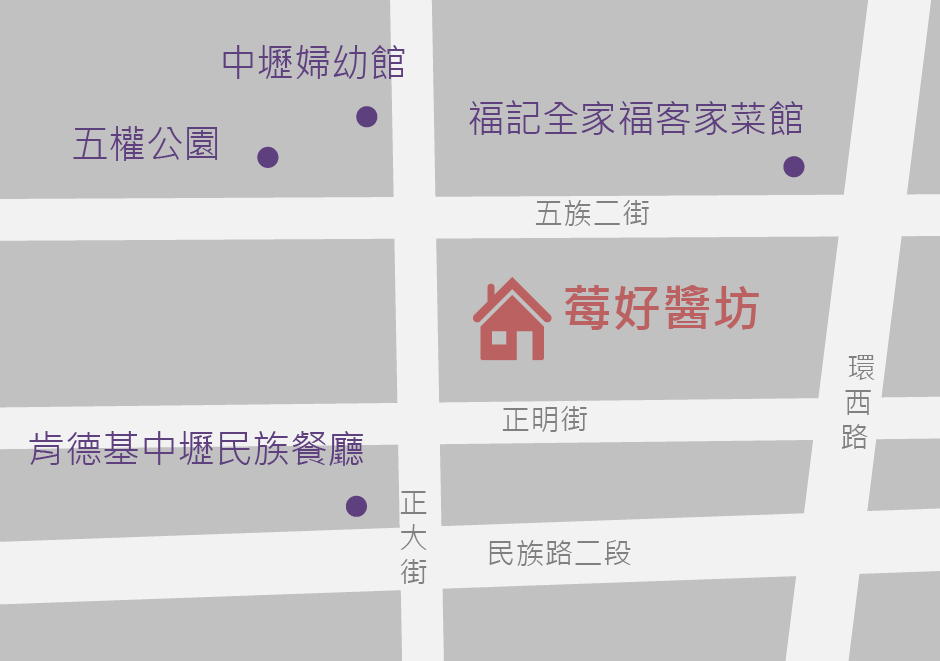 中壢婦幼館
福記全家福客家菜館
五權公園
五族二街
莓好醬坊
環西路
正明街
肯德基中壢民族餐廳
正大街
民族路二段